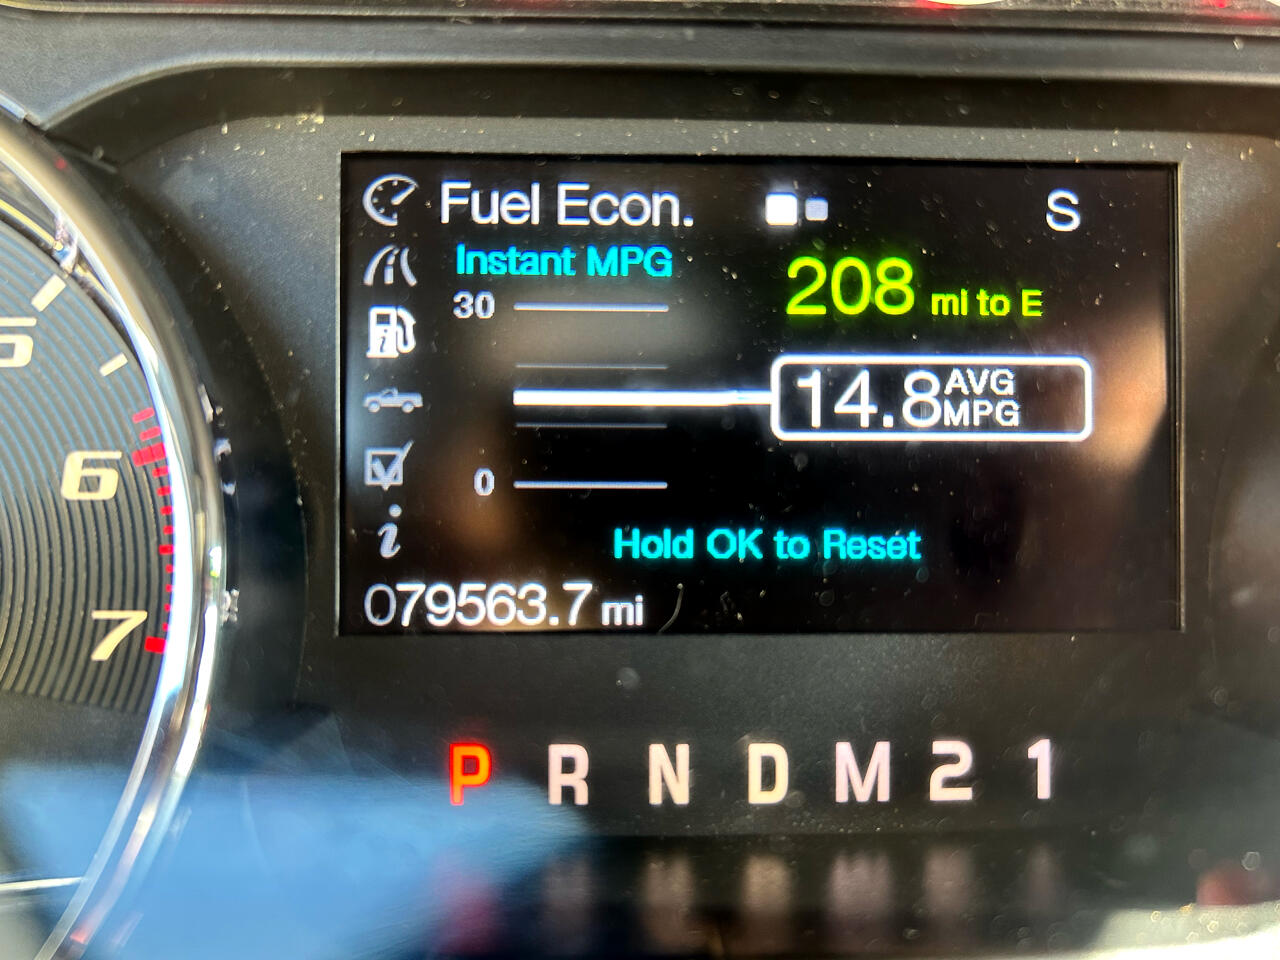 Fuel Econ. S
Instant MPG
30
208 mi to E
14.8 AVG MPG
0
Hold OK to Reset
079563.7 mi
5
6
7
P R N D M 2 1